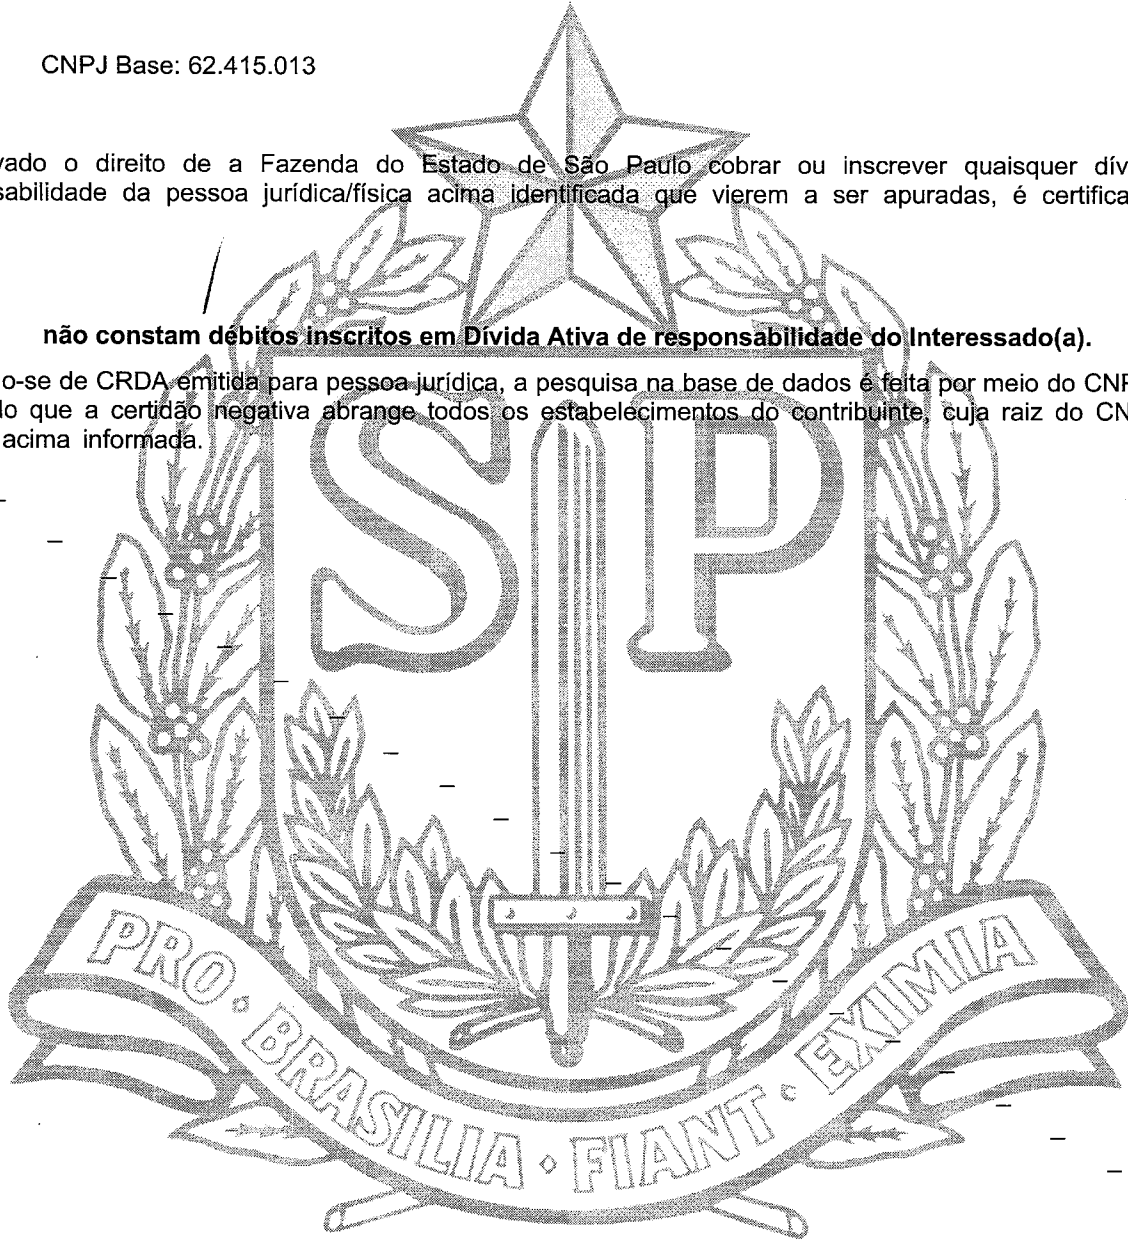 CNPJ Base: 62.415.013
vado o direito de a Fazenda do Estado de São Paulo cobrar ou inscrever quaisquer dív
sabilidade da pessoa jurídica/física acima identificada que vierem a ser apuradas, é certifica
não constam débitos inscritos em Dívida Ativa de responsabilidade do Interessado(a).
o-se de CRDA emitida para pessoa jurídica, a pesquisa na base de dados é feita por meio do CNP
do que a certidão negativa abrange todos os estabelecimentos do contribuinte, cuja raiz do CN
acima informada.
SP
PRO · BRASILIA · FIANT · EXIMIA